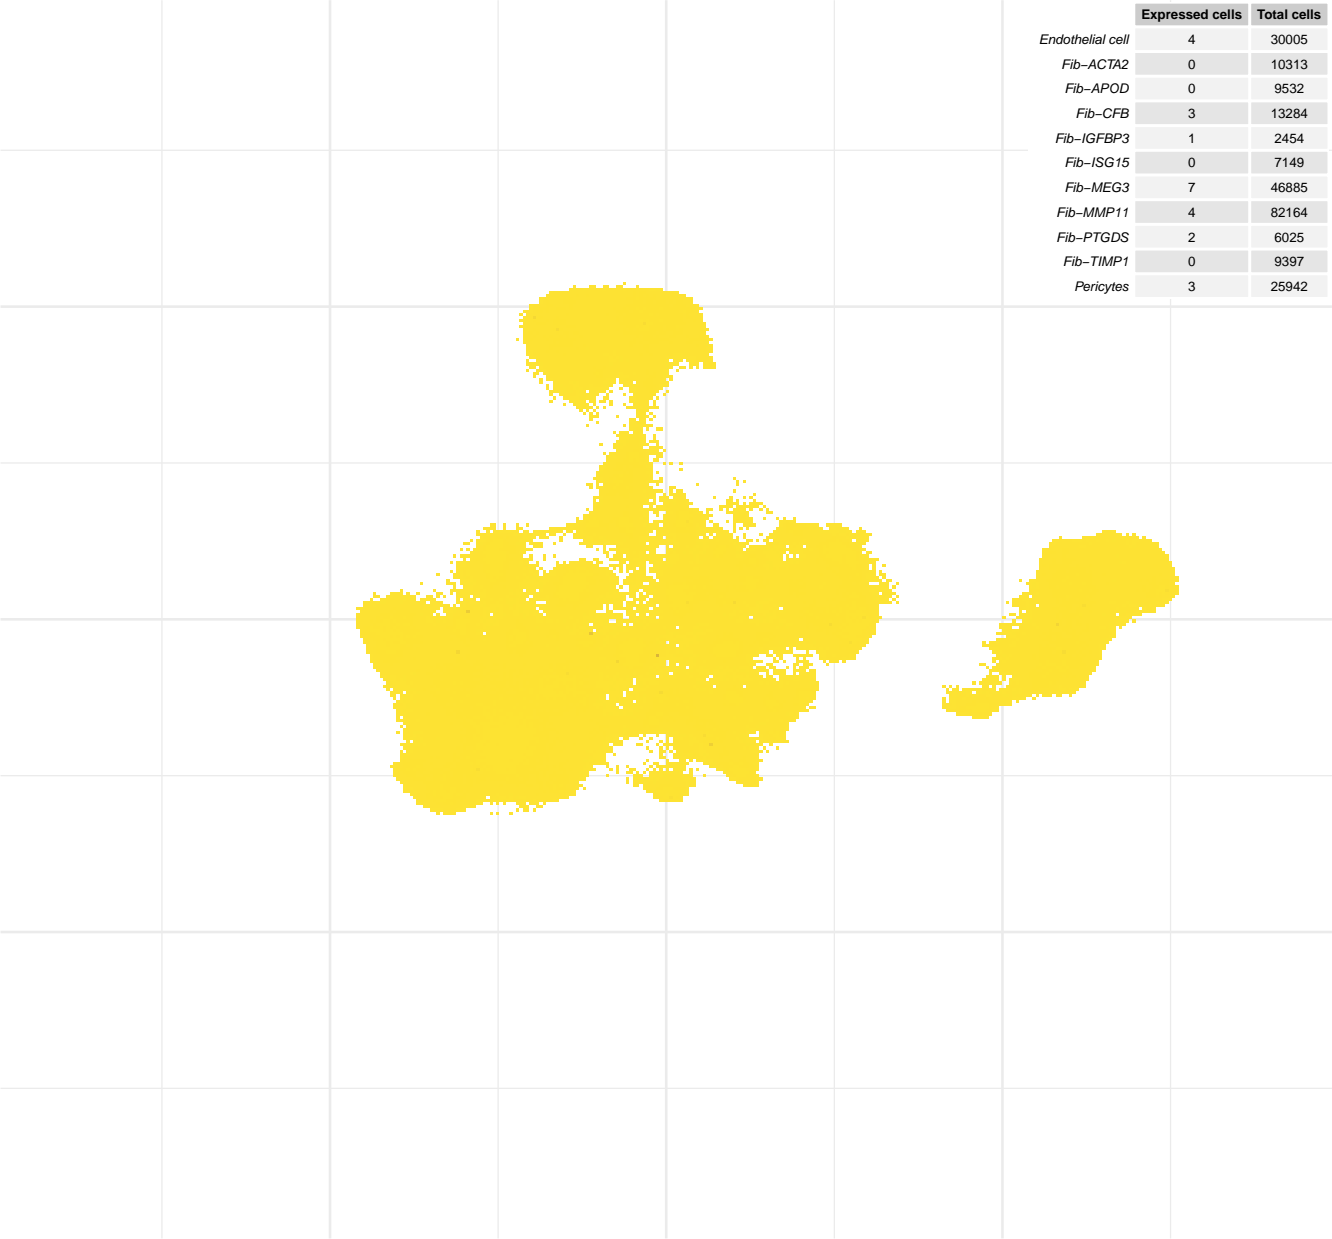 Expressed cells Total cells
Endothelial cell 4 30005
Fib−ACTA2 0 10313
Fib−APOD 0 9532
Fib−CFB 3 13284
Fib−IGFBP3 1 2454
Fib−ISG15 0 7149
Fib−MEG3 7 46885
Fib−MMP11 4 82164
Fib−PTGDS 2 6025
Fib−TIMP1 0 9397
Pericytes 3 25942